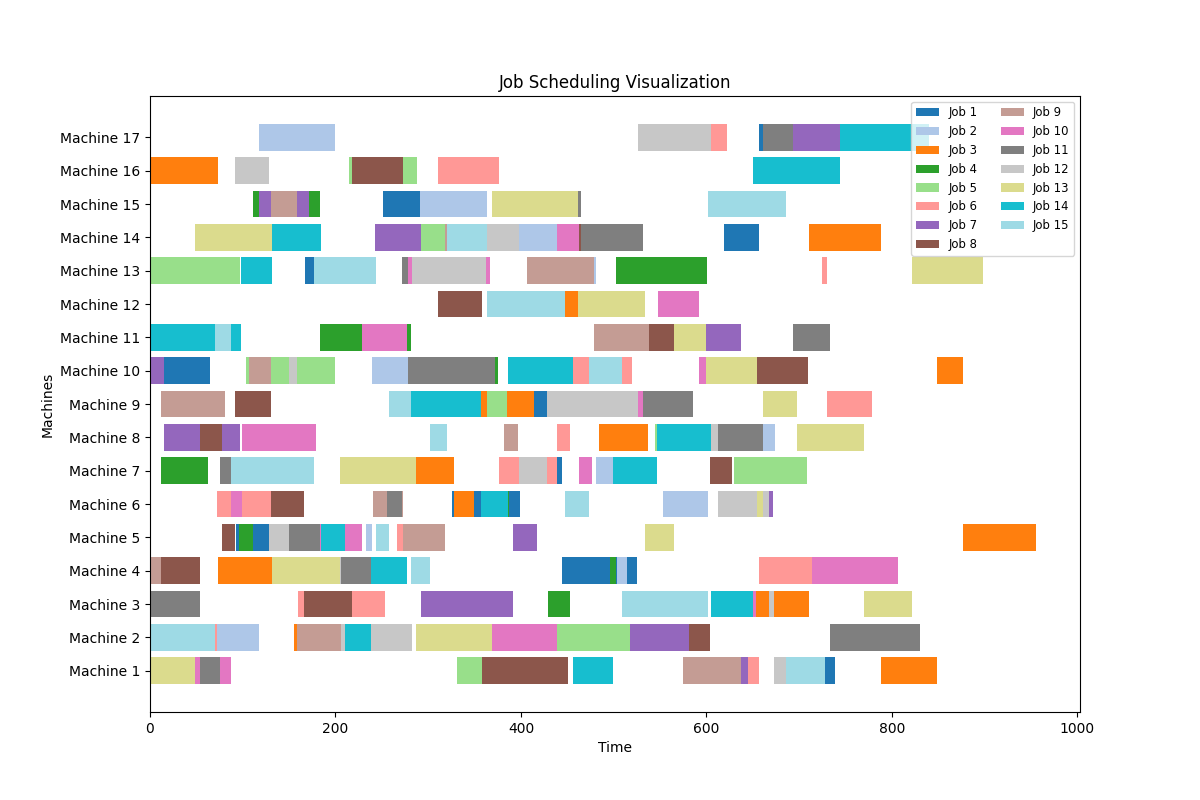 Job Scheduling Visualization
Machines
Machine 17
Machine 16
Machine 15
Machine 14
Machine 13
Machine 12
Machine 11
Machine 10
Machine 9
Machine 8
Machine 7
Machine 6
Machine 5
Machine 4
Machine 3
Machine 2
Machine 1
Job 1
Job 2
Job 3
Job 4
Job 5
Job 6
Job 7
Job 8
Job 9
Job 10
Job 11
Job 12
Job 13
Job 14
Job 15
0 200 400 600 800 1000
Time